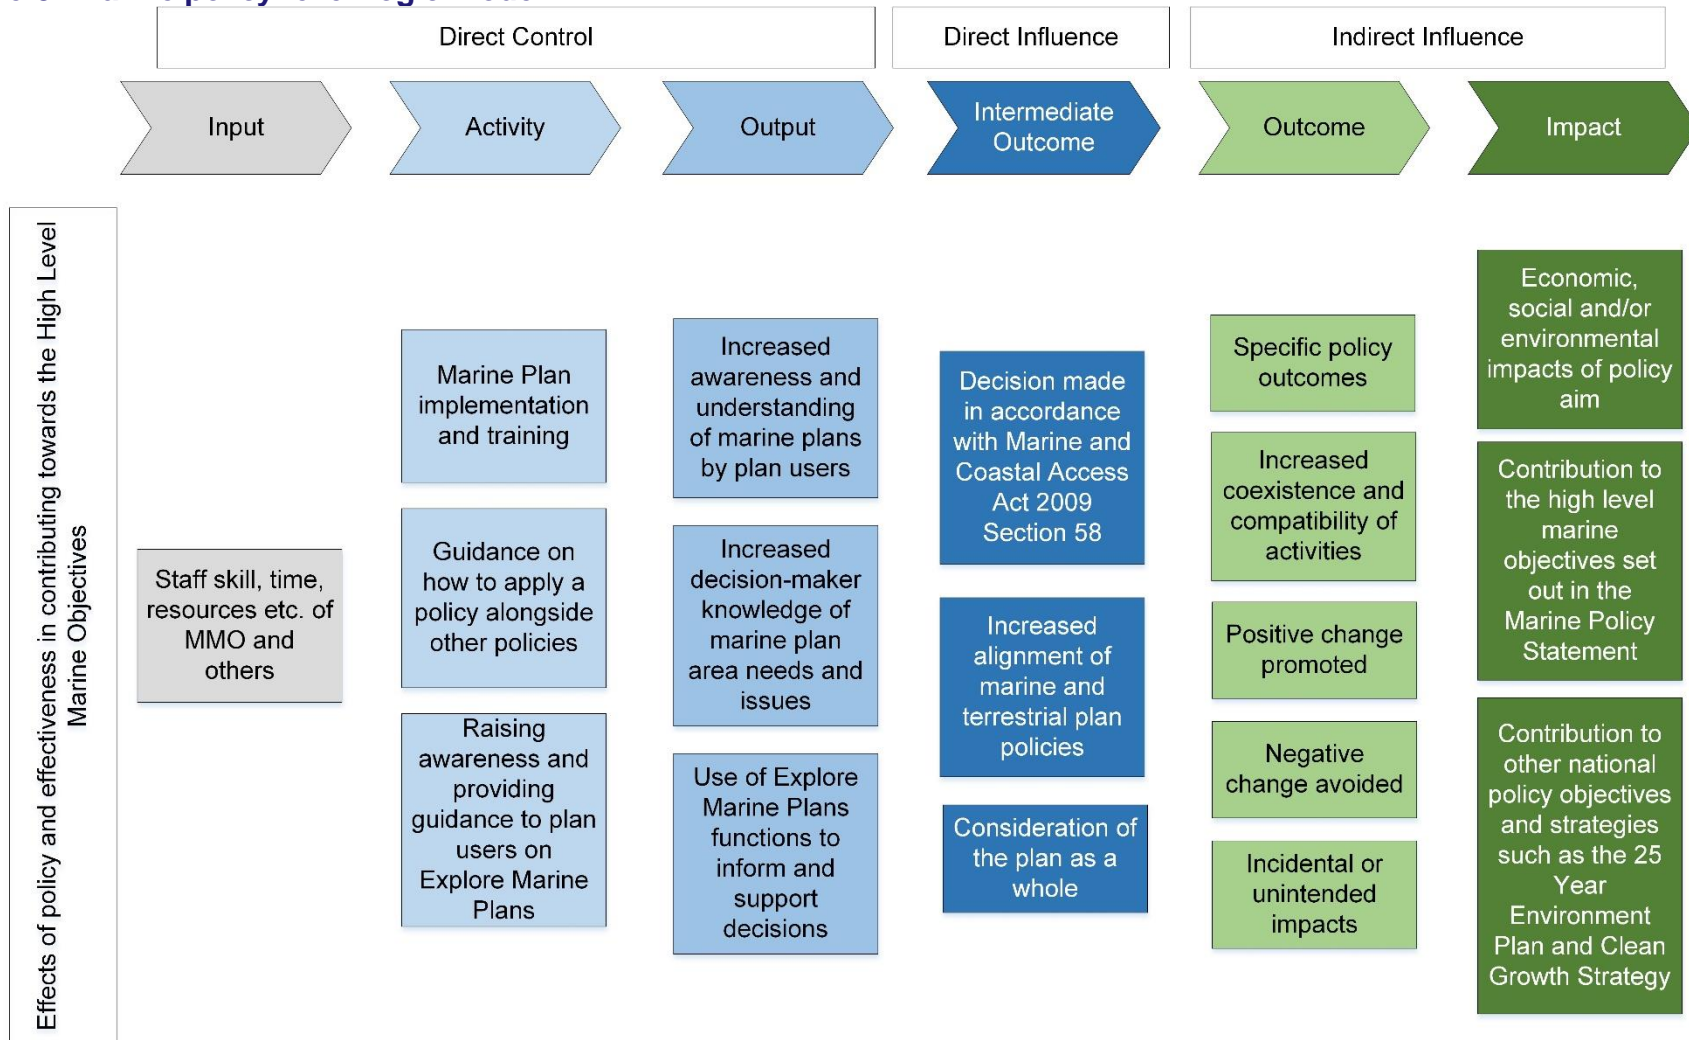 Direct Control
Direct Influence
Indirect Influence
Input
Activity
Output
Intermediate
Outcome
Outcome
Impact
Effects of policy and effectiveness in contributing towards the High Level
Marine Objectives
Staff skill, time,
resources etc. of
MMO and
others
Marine Plan
implementation
and training
Guidance on
how to apply a
policy alongside
other policies
Raising
awareness and
providing
guidance to plan
users on
Explore Marine
Plans
Increased
awareness and
understanding
of marine plans
by plan users
Increased
decision-maker
knowledge of
marine plan
area needs and
issues
Use of Explore
Marine Plans
functions to
inform and
support
decisions
Decision made
in accordance
with Marine and
Coastal Access
Act 2009
Section 58
Increased
alignment of
marine and
terrestrial plan
policies
Consideration of
the plan as a
whole
Specific policy
outcomes
Increased
coexistence and
compatibility of
activities
Positive change
promoted
Negative
change avoided
Incidental or
unintended
impacts
Economic,
social and/or
environmental
impacts of policy
aim
Contribution to
the high level
marine
objectives set
out in the
Marine Policy
Statement
Contribution to
other national
policy objectives
and strategies
such as the 25
Year
Environment
Plan and Clean
Growth Strategy